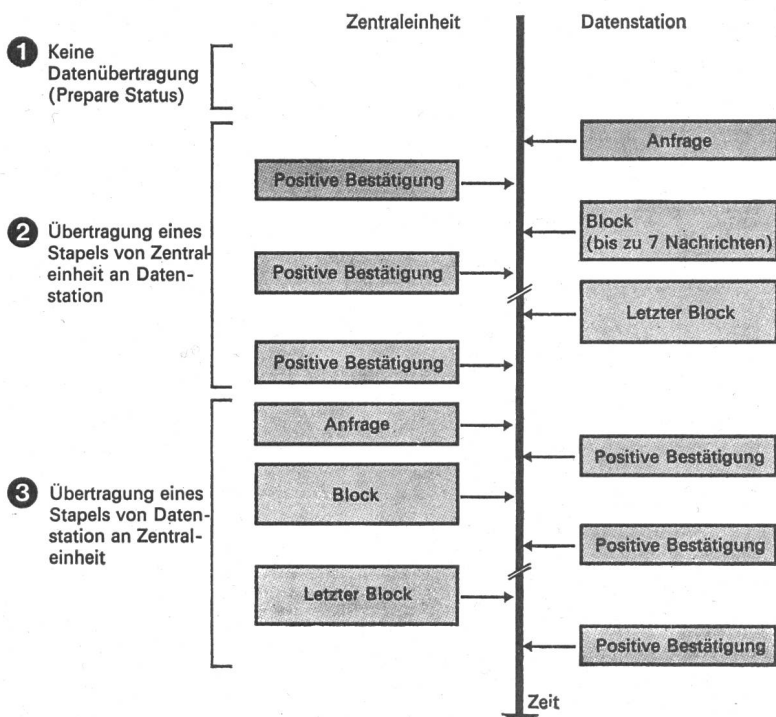 Zentraleinheit
Datenstation
1 Keine
Datenübertragung
(Prepare Status)
Anfrage
Positive Bestätigung
2 Übertragung eines
Stapels von Zentral-
einheit an Daten-
station
Block
(bis zu 7 Nachrichten)
Positive Bestätigung
Letzter Block
Positive Bestätigung
Anfrage
Positive Bestätigung
3 Übertragung eines
Stapels von Daten-
station an Zentral-
einheit
Block
Positive Bestätigung
Letzter Block
Positive Bestätigung
Zeit